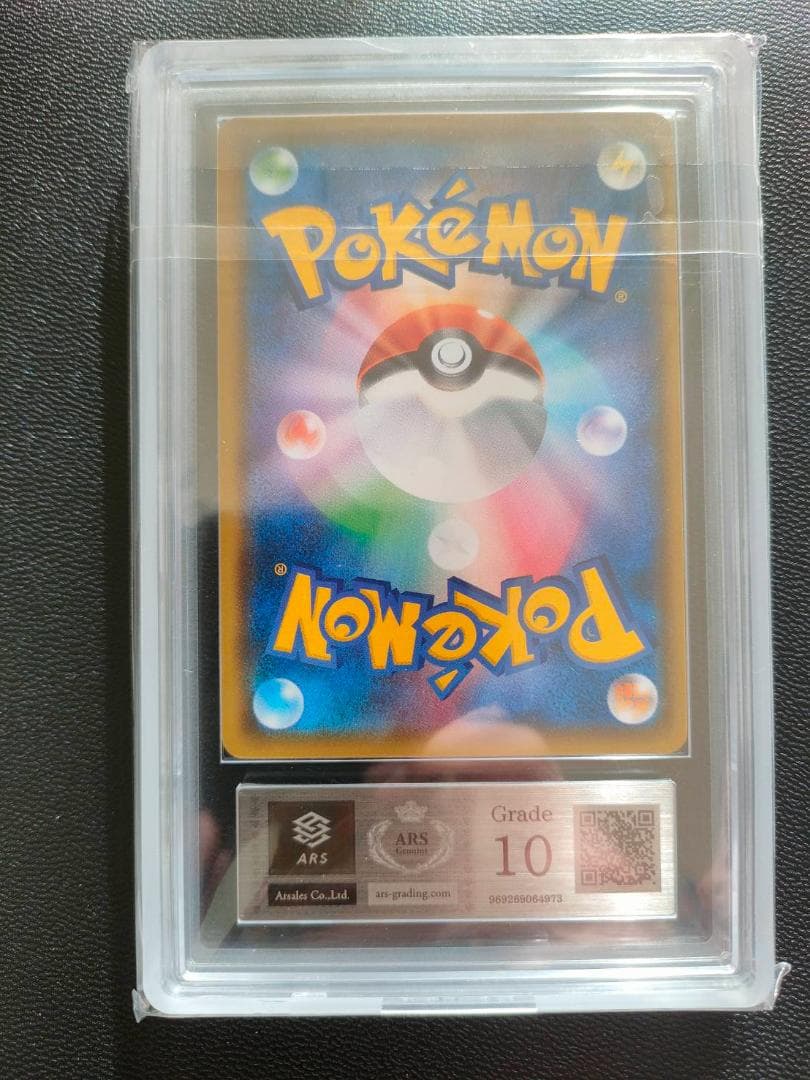 POKéMON
®
®
POKéMON
ARS
Arsales Co.,Ltd.
ARS
Genuine
ars-grading.com
Grade
10
969269064973